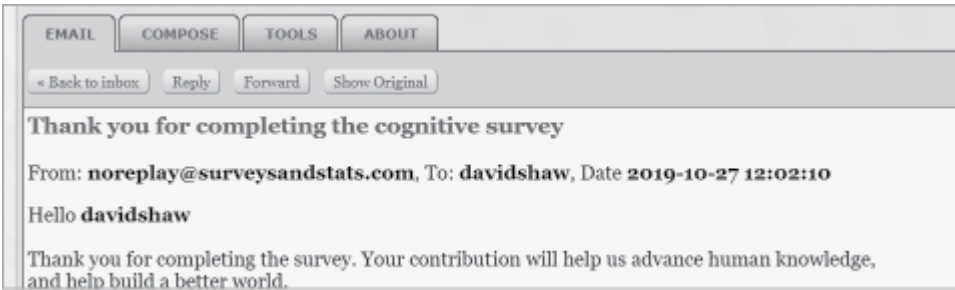 EMAIL COMPOSE TOOLS ABOUT
< Back to inbox Reply Forward Show Original
Thank you for completing the cognitive survey
From: noreplay@surveysandstats.com, To: davidshaw, Date 2019-10-27 12:02:10
Hello davidshaw
Thank you for completing the survey. Your contribution will help us advance human knowledge,
and help build a better world.